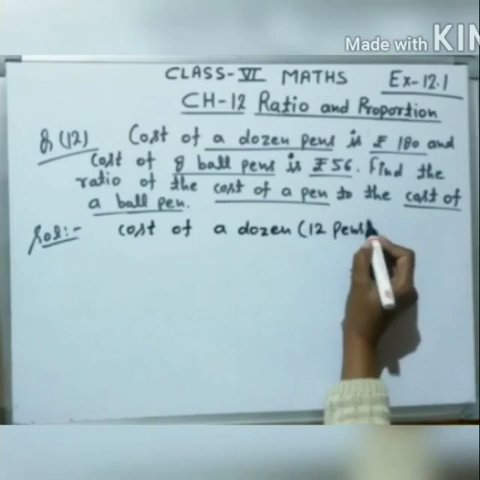 Made with KIN
CLASS-VI MATHS Ex-12.1
CH-12 Ratio and Proportion
Q (12) Cost of a dozen pens is ₹ 180 and
Cost of 8 ball pens is ₹ 56. Find the
ratio of the cost of a pen to the cost of
a ball pen.
Sol:- Cost of a dozen (12 Pens)